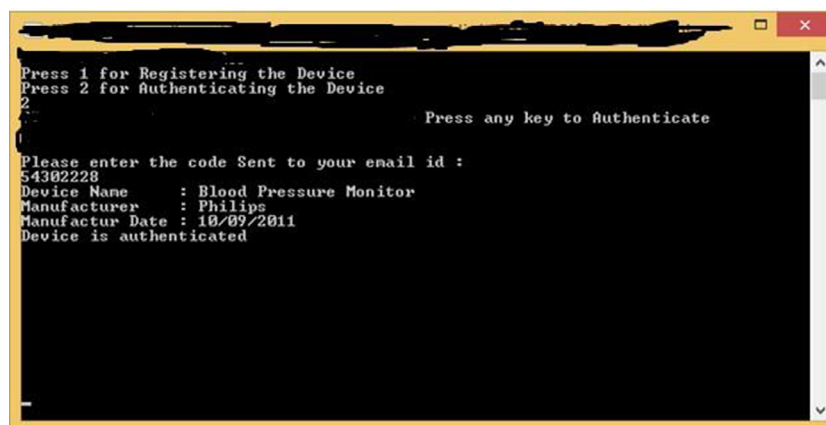 Press 1 for Registering the Device
Press 2 for Authenticating the Device
2
Press any key to Authenticate
Please enter the code Sent to your email id :
54302228
Device Name : Blood Pressure Monitor
Manufacturer : Philips
Manufactur Date : 10/09/2011
Device is authenticated